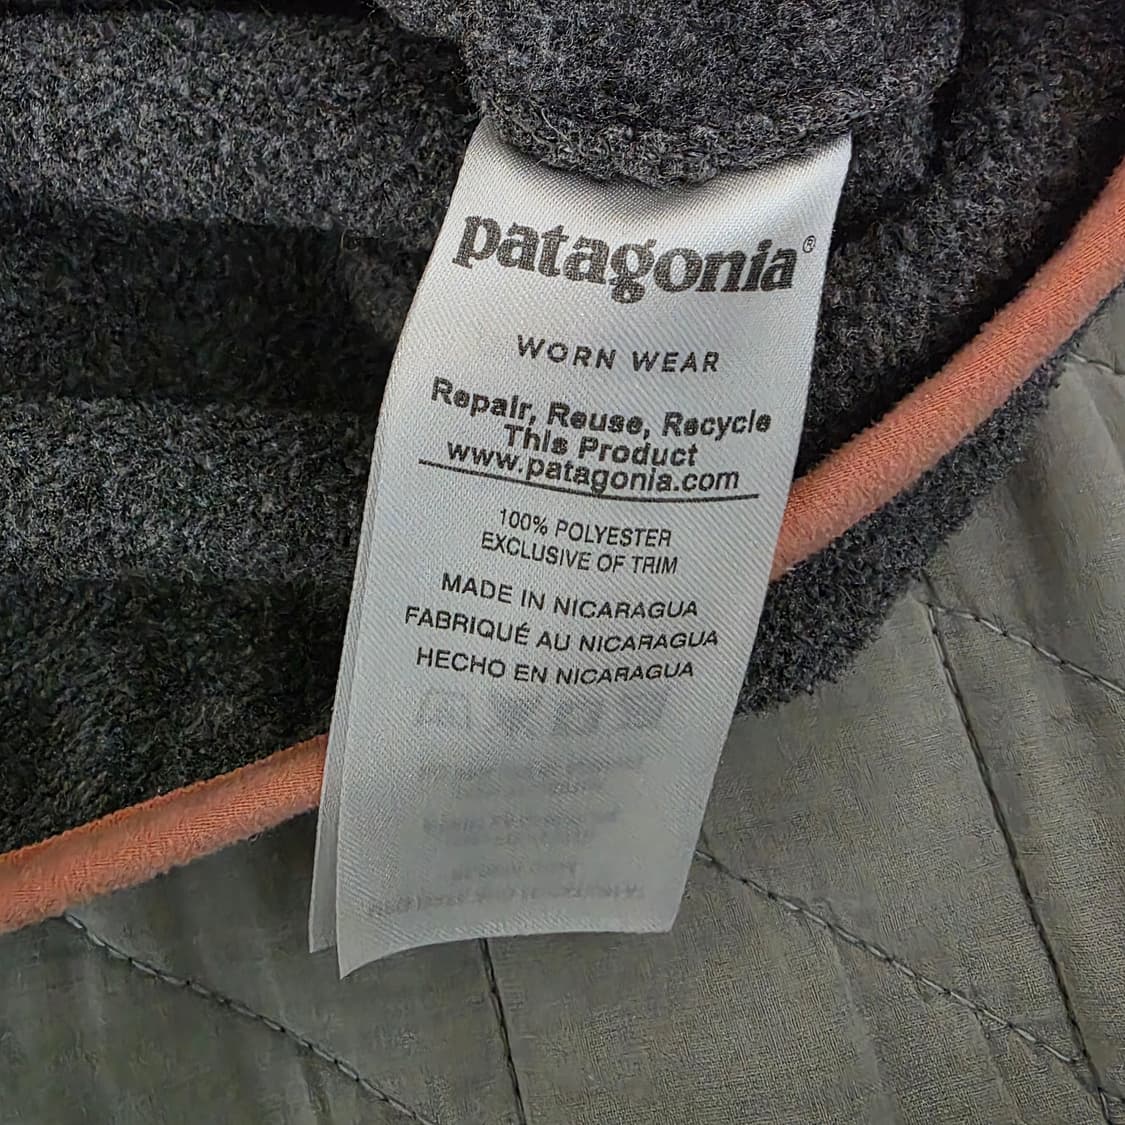 patagonia®
WORN WEAR
Repair, Reuse, Recycle
This Product
www.patagonia.com
100% POLYESTER
EXCLUSIVE OF TRIM
MADE IN NICARAGUA
FABRIQUÉ AU NICARAGUA
HECHO EN NICARAGUA